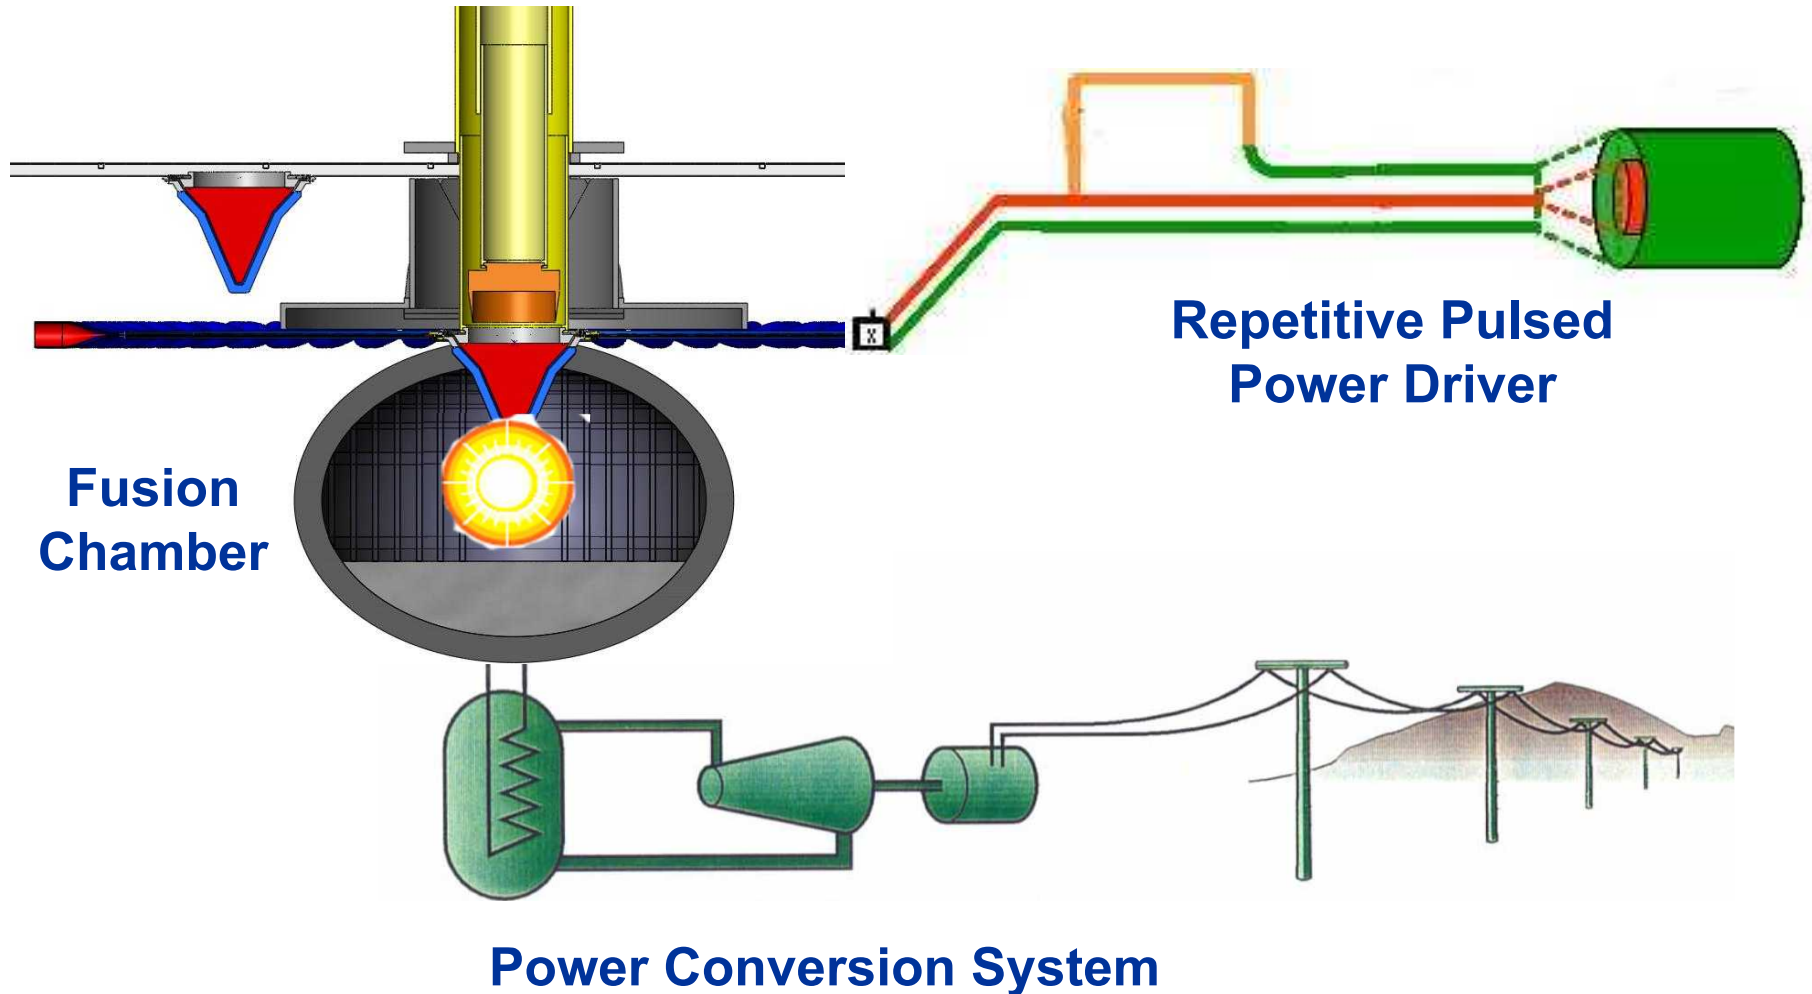 Repetitive Pulsed
Power Driver
Fusion
Chamber
X
Power Conversion System